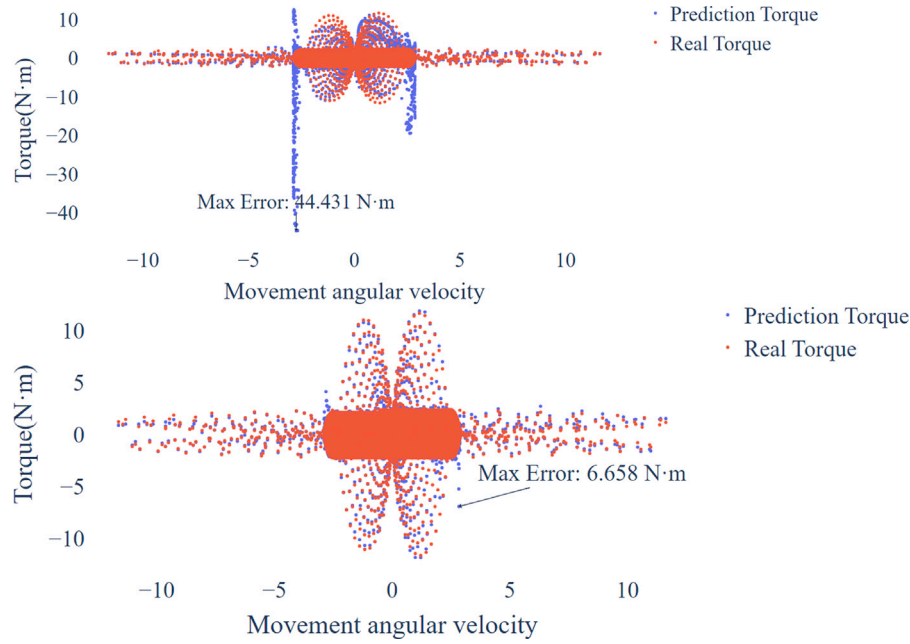 10
0
−10
−20
−30
−40
Torque(N·m)
Prediction Torque
Real Torque
Max Error: 44.431 N·m
−10 −5 0 5 10
Movement angular velocity
10
5
0
−5
−10
Torque(N·m)
Prediction Torque
Real Torque
Max Error: 6.658 N·m
−10 −5 0 5 10
Movement angular velocity